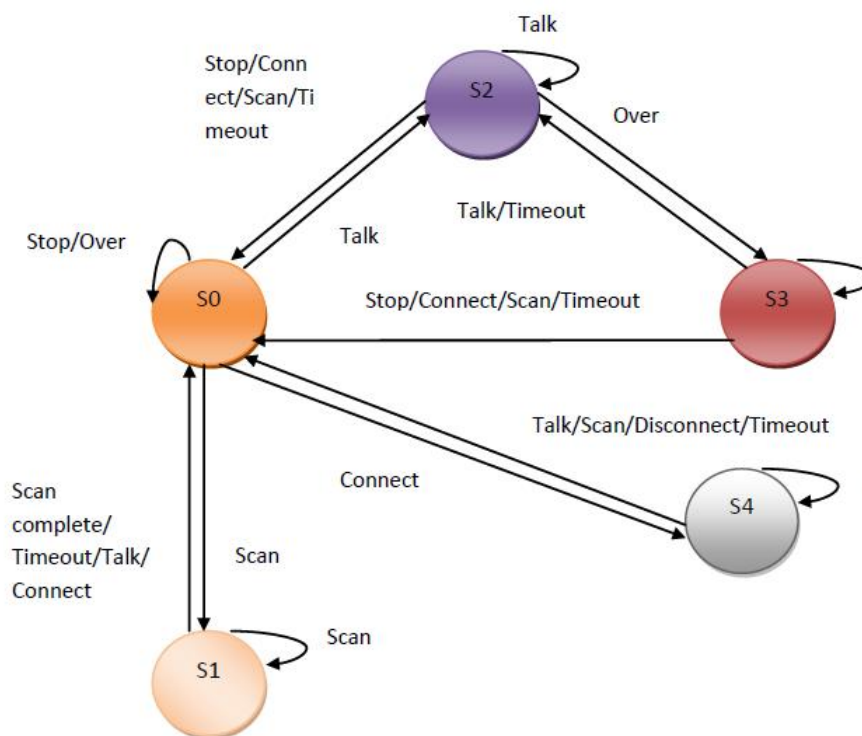 Talk
Stop/Conn
ect/Scan/Ti
meout
S2
Over
Talk/Timeout
Talk
Stop/Over
S0
Stop/Connect/Scan/Timeout
S3
Talk/Scan/Disconnect/Timeout
Connect
S4
Scan
complete/
Timeout/Talk/
Connect
Scan
Scan
S1